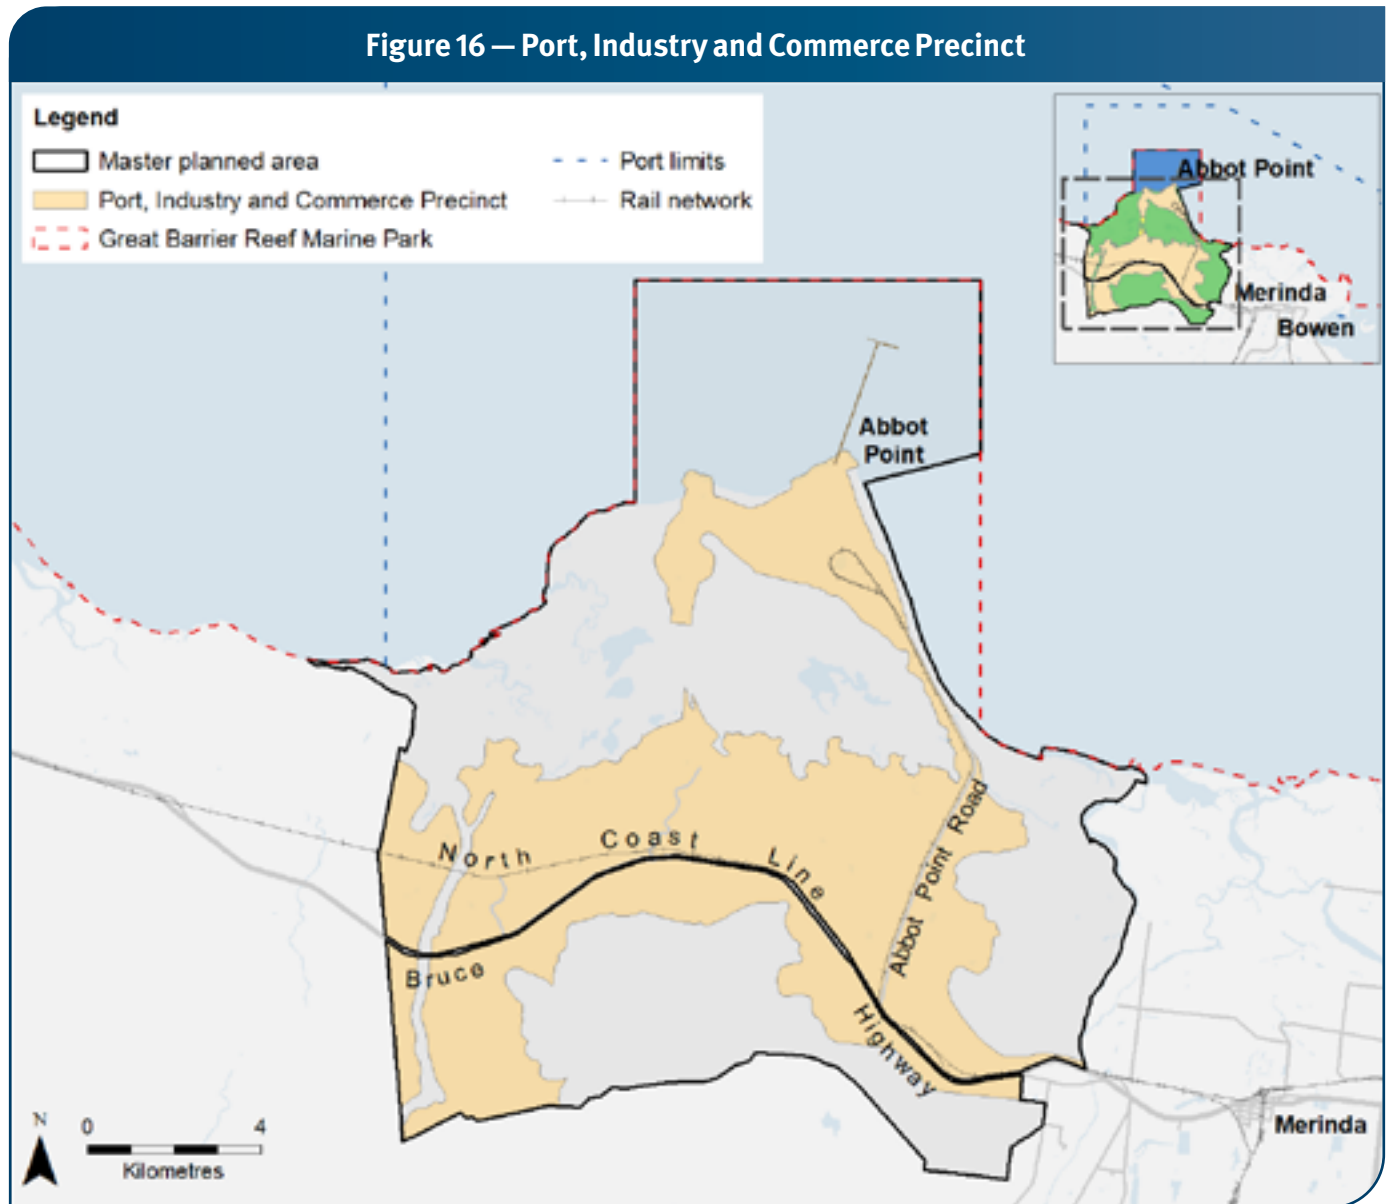 Figure 16 — Port, Industry and Commerce Precinct
Legend
Master planned area
Port, Industry and Commerce Precinct
Great Barrier Reef Marine Park
Port limits
Rail network
Abbot Point
Merinda
Bowen
Abbot
Point
North Coast Line
Abbot Point Road
Bruce Highway
Merinda
N
0 4
Kilometres